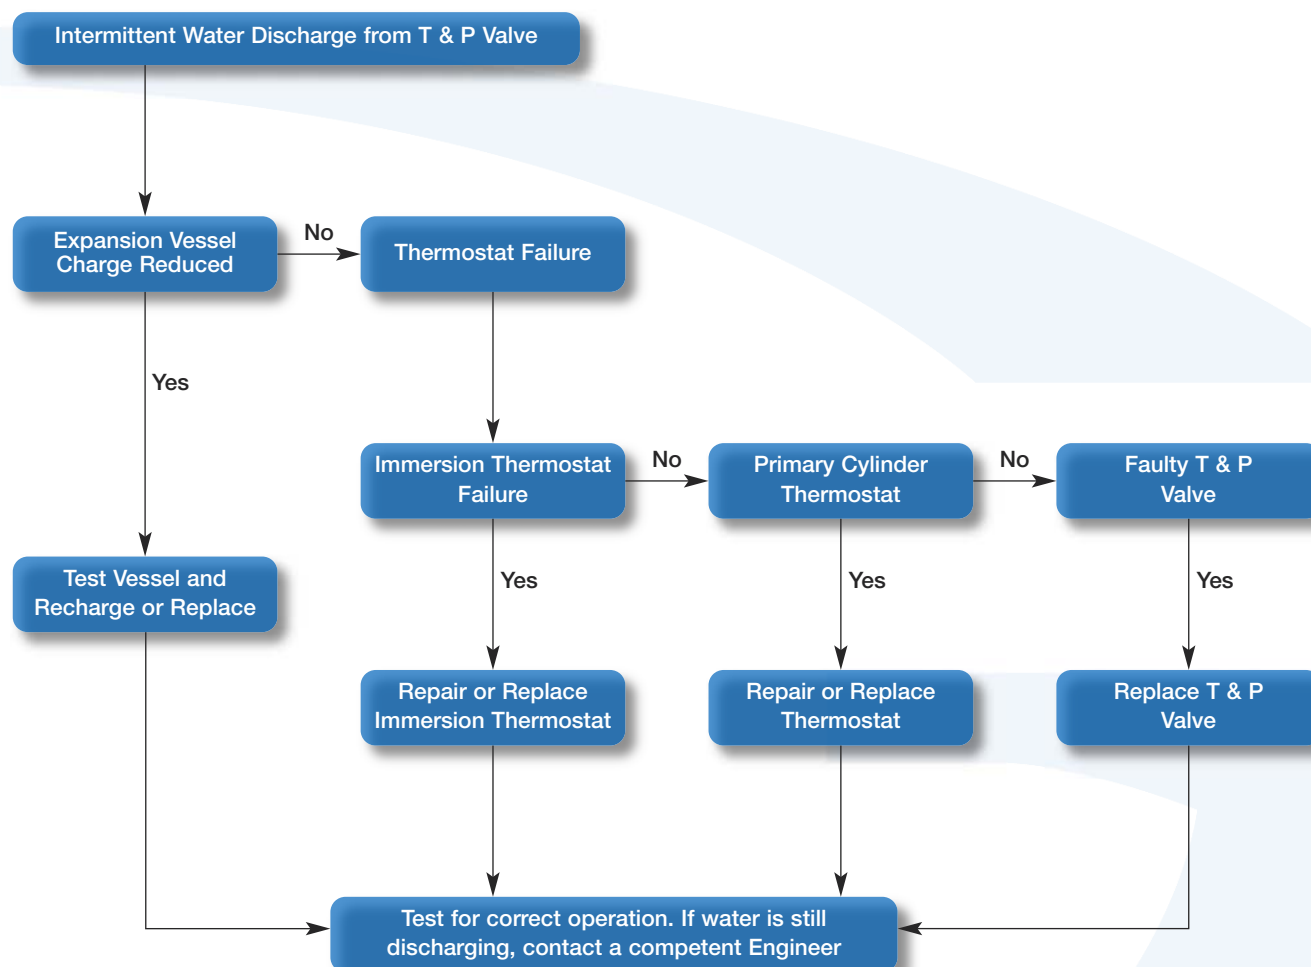 Intermittent Water Discharge from T & P Valve
Expansion Vessel
Charge Reduced
No
Thermostat Failure
Yes
Immersion Thermostat
Failure
No
Primary Cylinder
Thermostat
No
Faulty T & P
Valve
Test Vessel and
Recharge or Replace
Yes
Yes
Yes
Repair or Replace
Immersion Thermostat
Repair or Replace
Thermostat
Replace T & P
Valve
Test for correct operation. If water is still
discharging, contact a competent Engineer